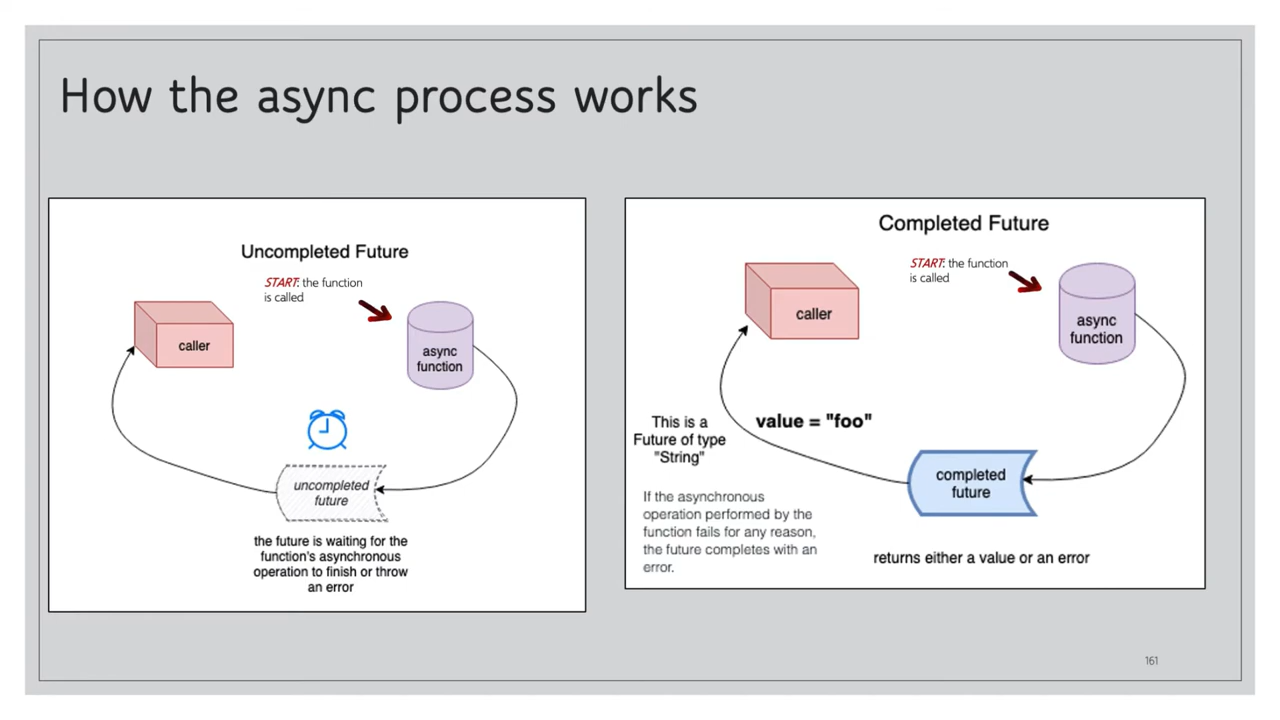 How the async process works
Uncompleted Future
START: the function
is called
caller
async
function
uncompleted
future
the future is waiting for the
function's asynchronous
operation to finish or throw
an error
Completed Future
START: the function
is called
caller
async
function
This is a
Future of type
"String"
value = "foo"
completed
future
If the asynchronous
operation performed by the
function fails for any reason,
the future completes with an
error.
returns either a value or an error
161